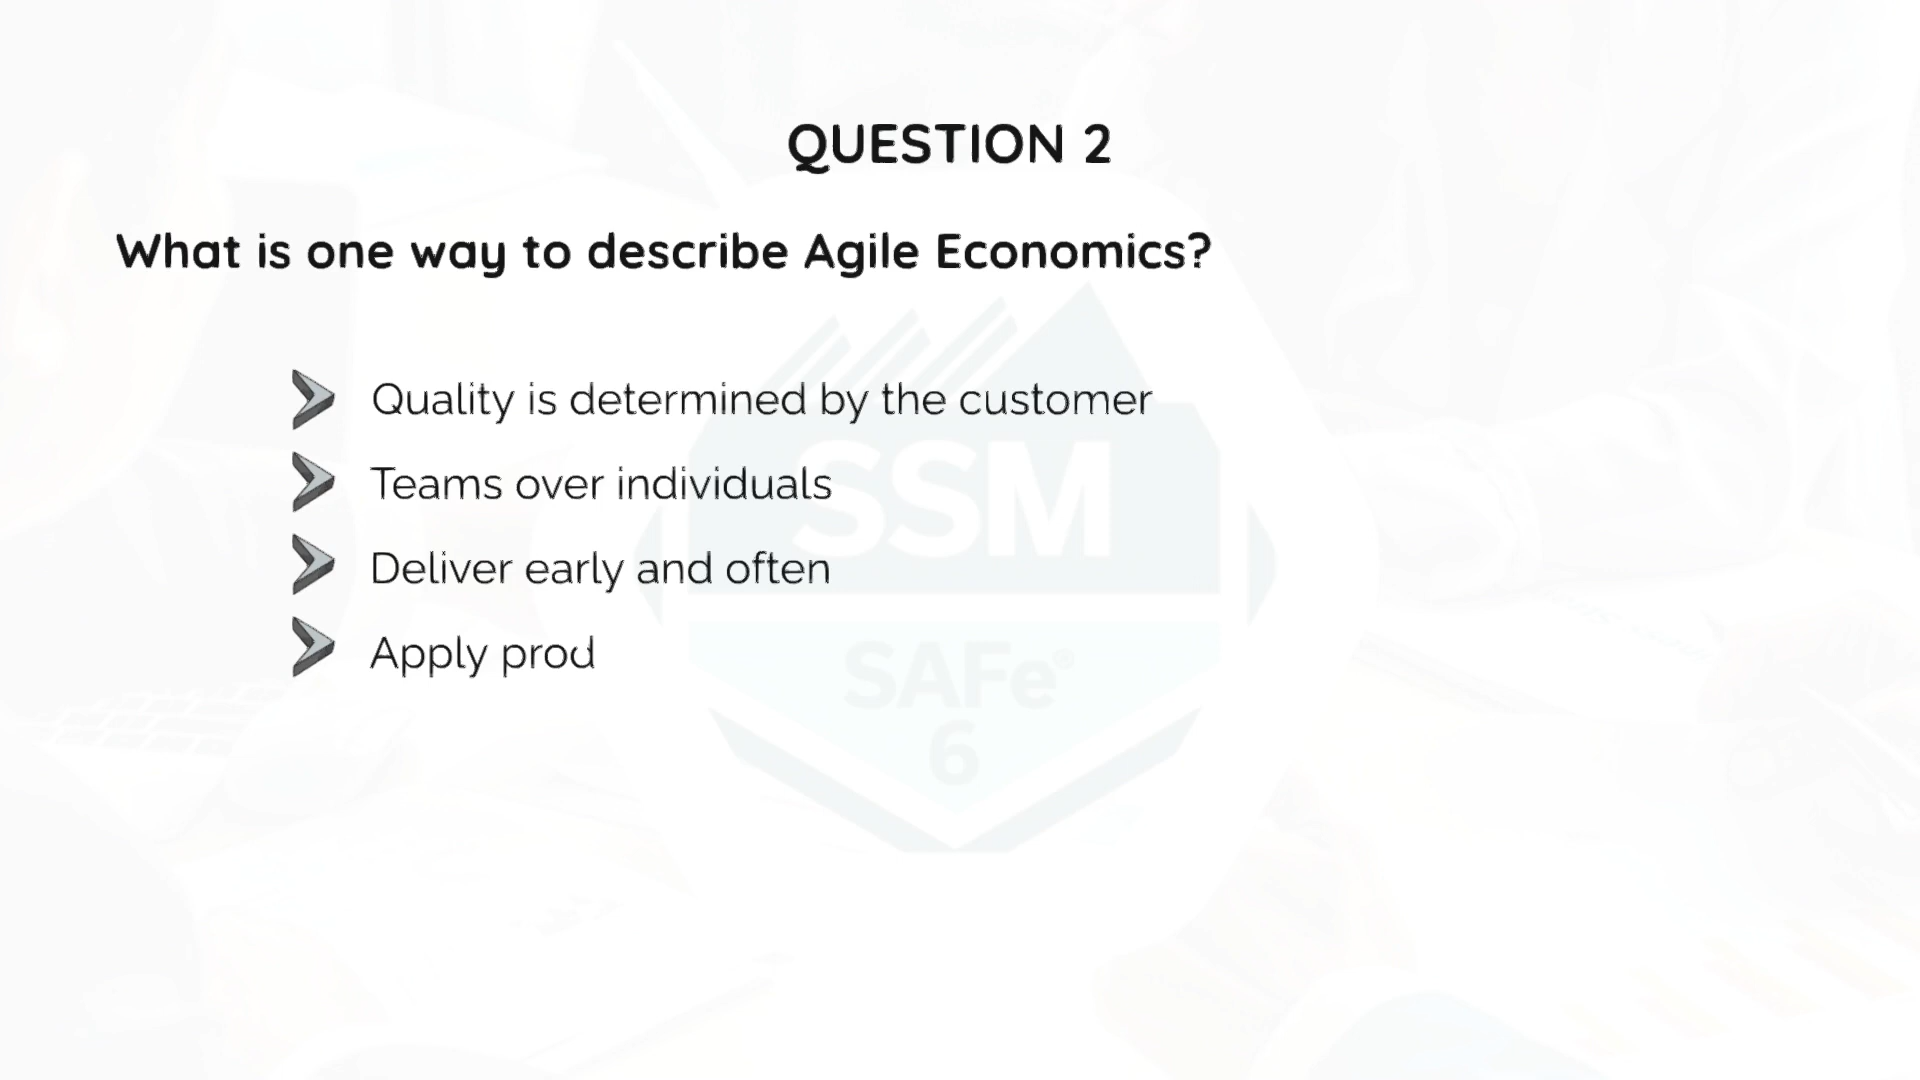 QUESTION 2
What is one way to describe Agile Economics?
Quality is determined by the customer
Teams over individuals
Deliver early and often
Apply prod
SSM
SAFe®
6